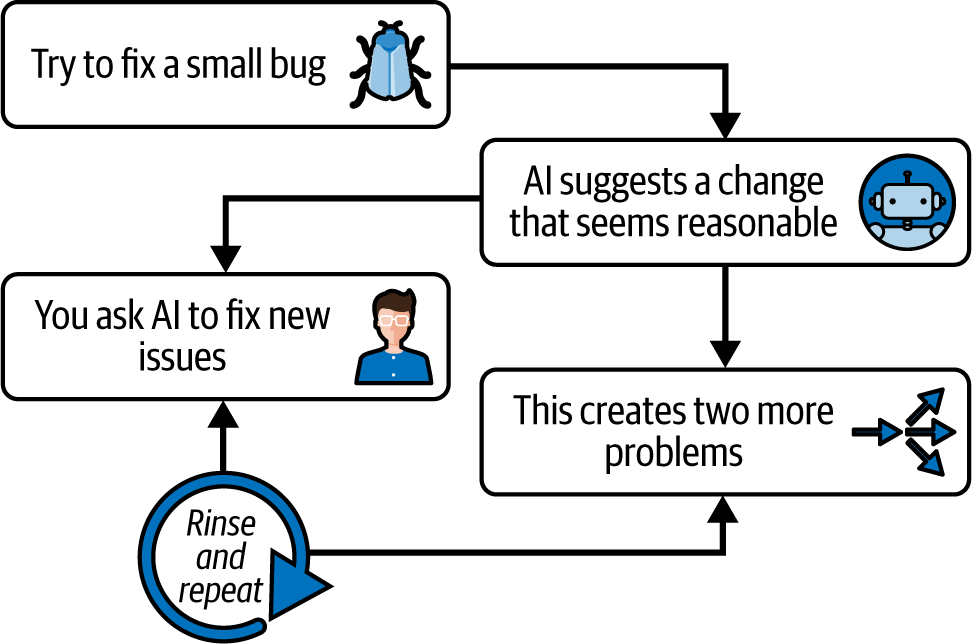 Try to fix a small bug
AI suggests a change
that seems reasonable
You ask AI to fix new
issues
This creates two more
problems
Rinse
and
repeat